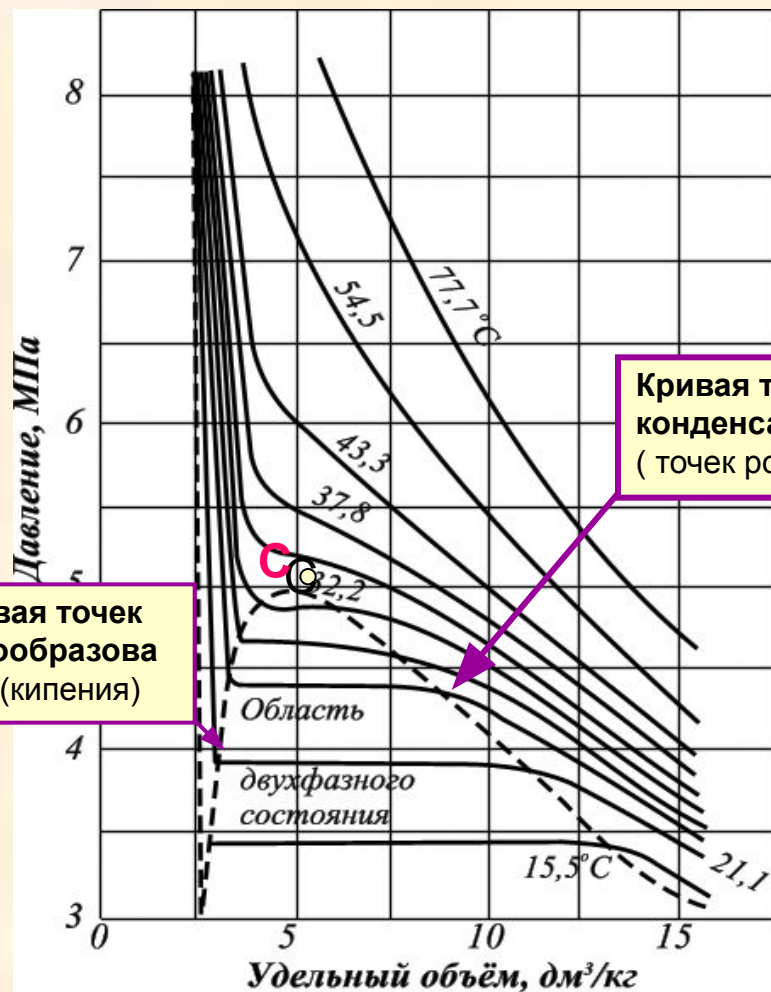 8
7
6
5
4
3
Давление, МПа
77,7°C
54,5
43,3
37,8
32,2
C
Кривая т
конденса
( точек ро
вая точек
ообразова
(кипения)
Область
двухфазного
состояния
15,5°C
21,1
0 5 10 15
Удельный объём, дм³/кг